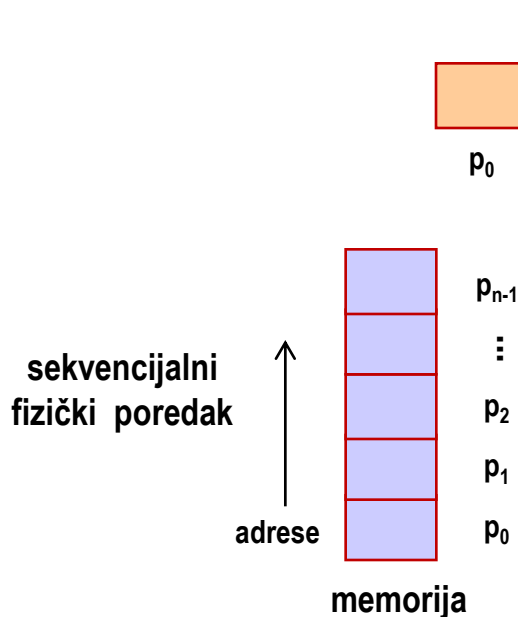 p₀
pₙ₋₁
⋮
sekvencijalni
fizički poredak
p₂
p₁
adrese
p₀
memorija